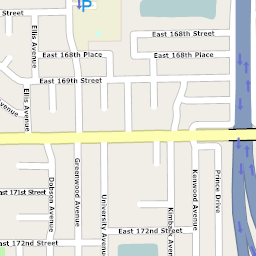 P
Ellis Avenue
East 168th Street
East 168th Place
East 168th Place
East 169th Street
Ellis Avenue
Avenue
Greenwood Avenue
East 171st Street
Dobson Avenue
University Avenue
Kenwood Avenue
Prince Drive
East 172nd Street
East 172nd Street